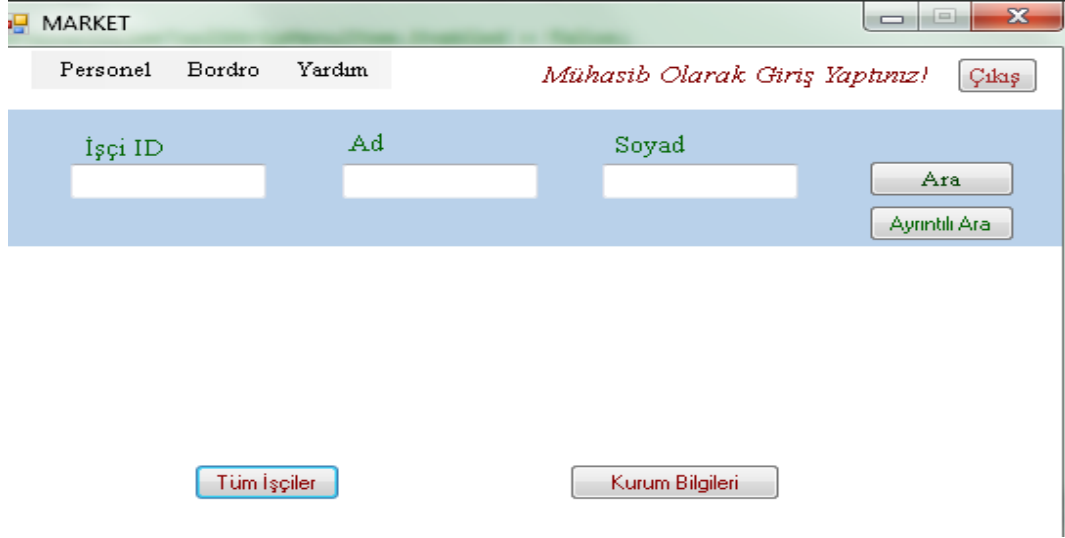 MARKET
Personel Bordro Yardım Mühasib Olarak Giriş Yaptınız! Çıkış
İşçi ID Ad Soyad
Ara
Ayrıntılı Ara
Tüm İşçiler Kurum Bilgileri